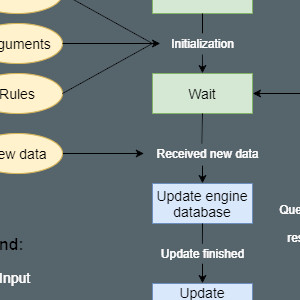 guments
Initialization
Rules
Wait
ew data
Received new data
Update engine
database
Que
nd:
res
Update finished
Input
Update